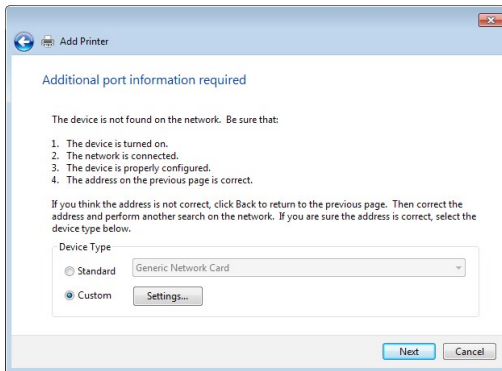 Add Printer
Additional port information required
The device is not found on the network.  Be sure that:
1.  The device is turned on.
2.  The network is connected.
3.  The device is properly configured.
4.  The address on the previous page is correct.
If you think the address is not correct, click Back to return to the previous page.  Then correct the
address and perform another search on the network.  If you are sure the address is correct, select the
device type below.
Device Type
Standard
Generic Network Card
Custom
Settings...
Next
Cancel